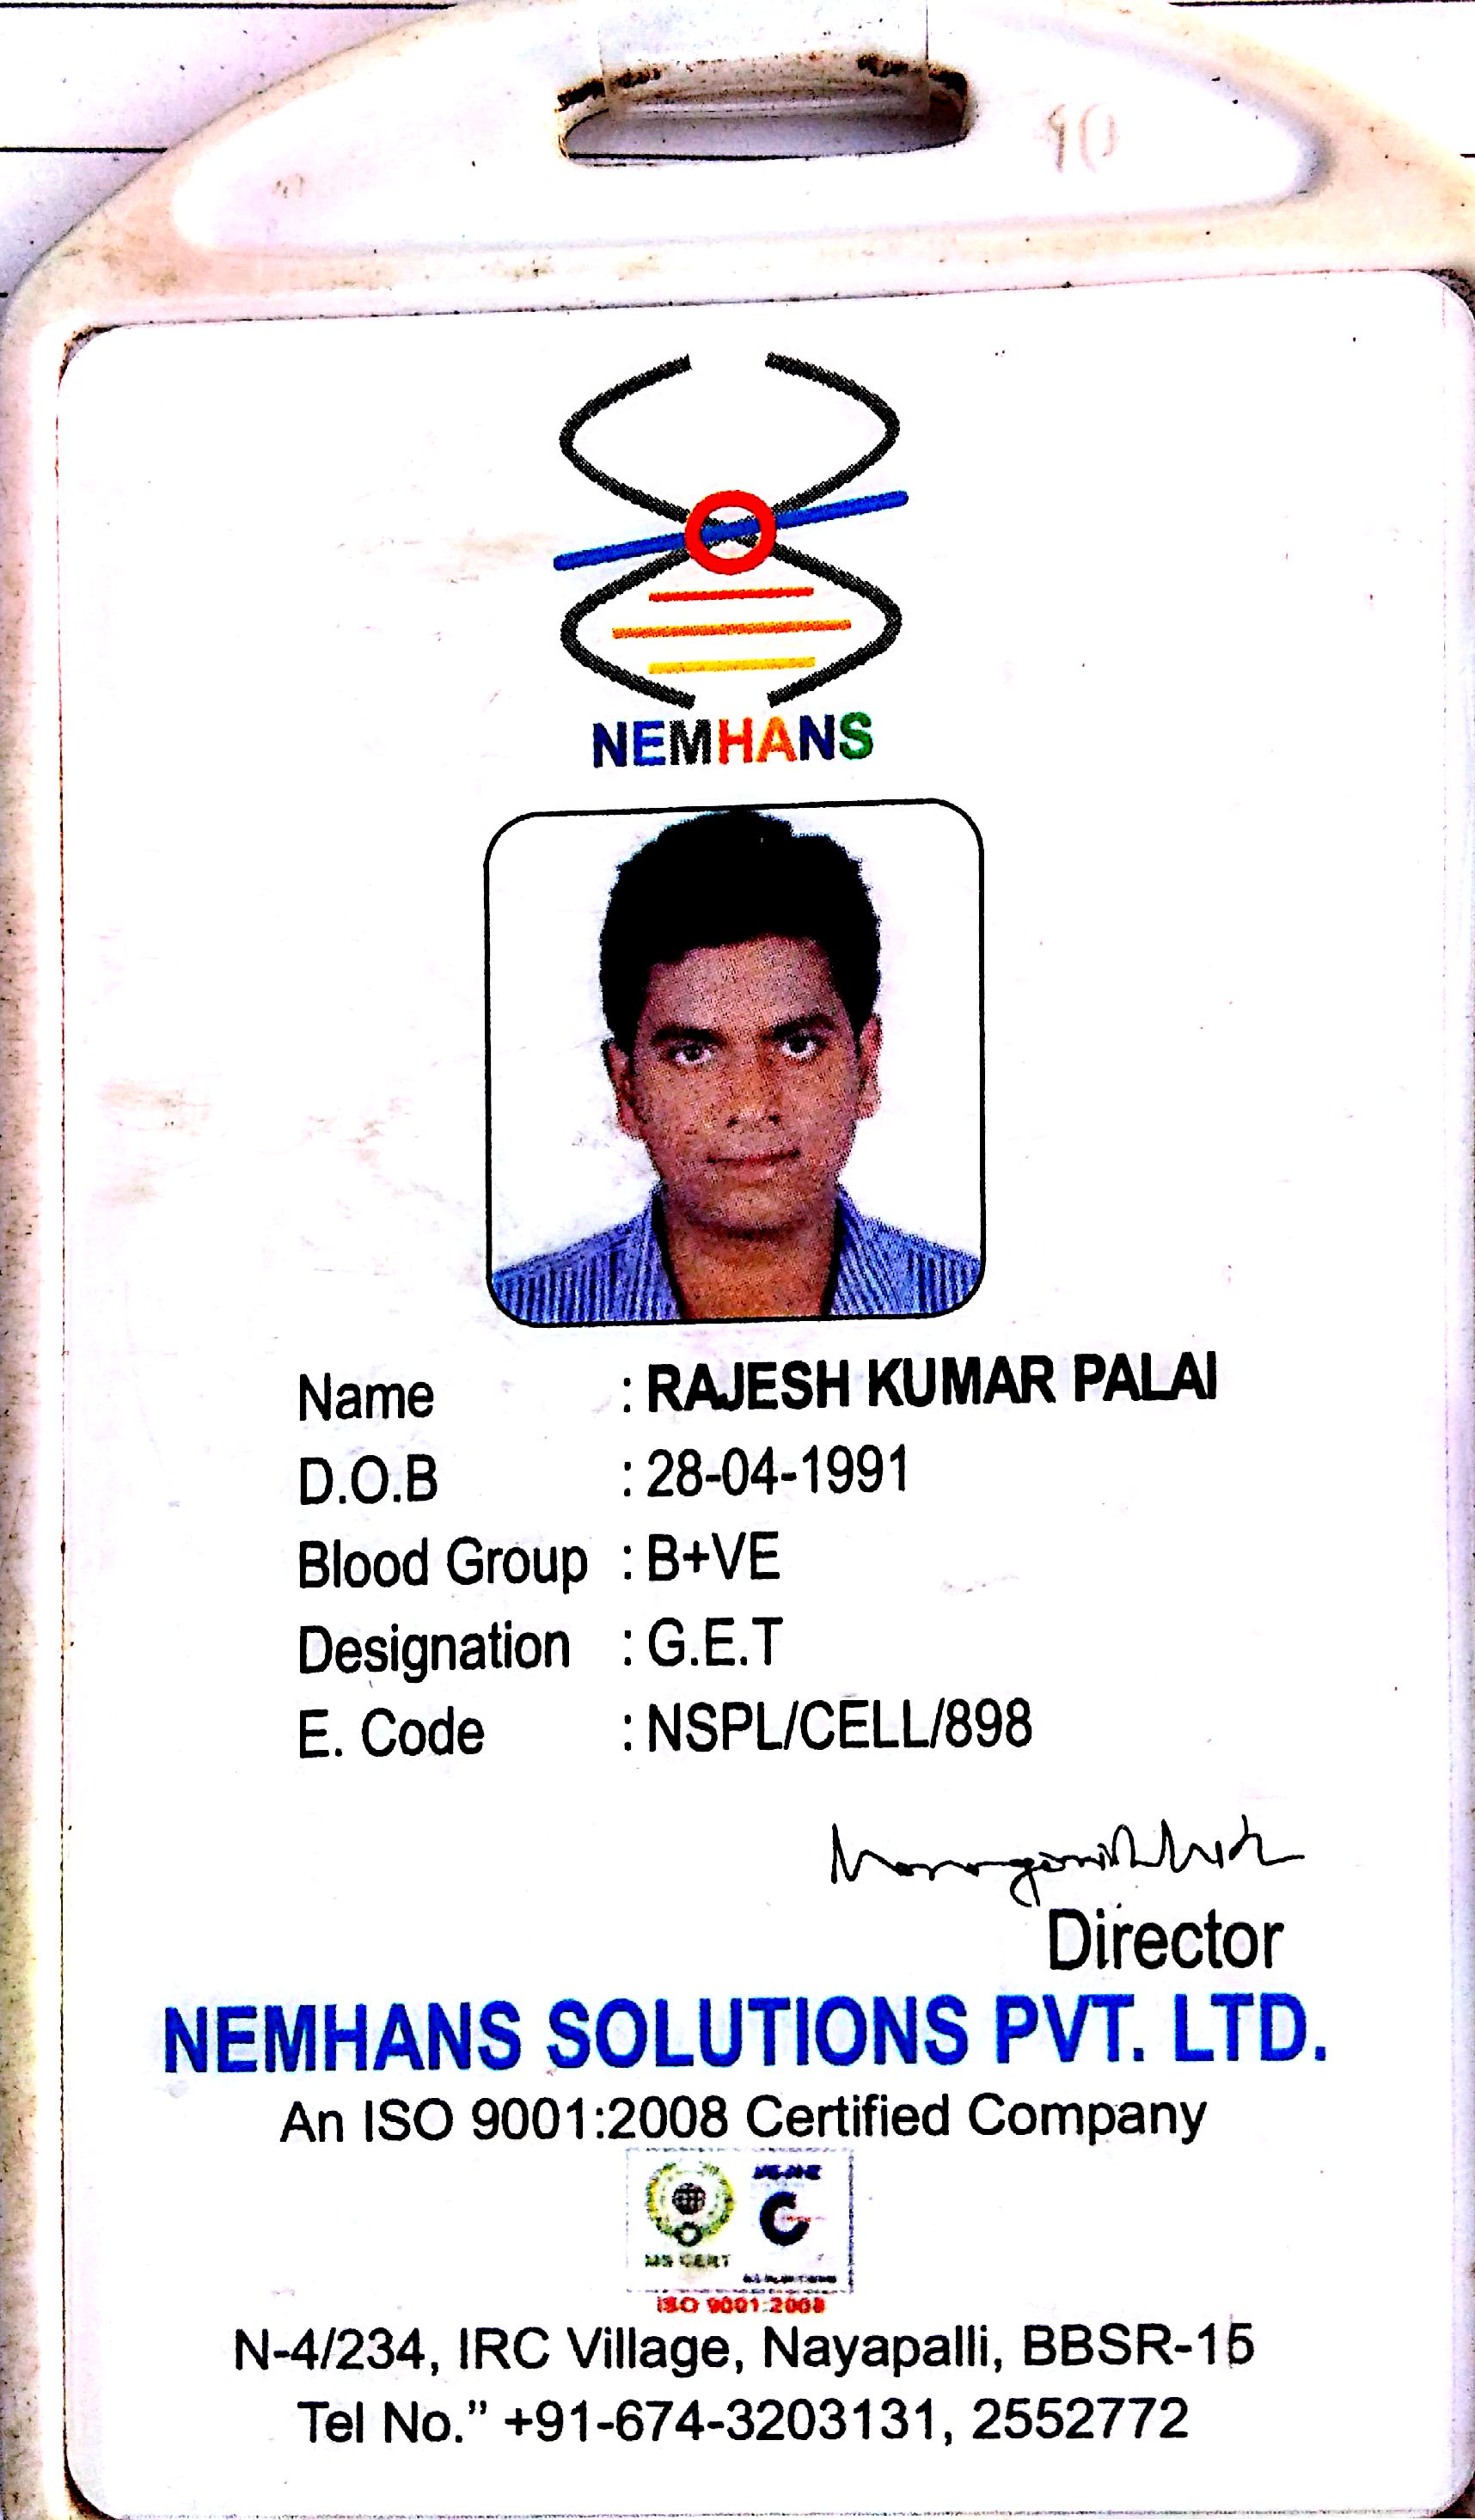 90
NEMHANS
Name : RAJESH KUMAR PALAI
D.O.B : 28-04-1991
Blood Group : B+VE
Designation : G.E.T
E. Code : NSPL/CELL/898
Director
NEMHANS SOLUTIONS PVT. LTD.
An ISO 9001:2008 Certified Company
MS CERT
ISO 9001:2008
N-4/234, IRC Village, Nayapalli, BBSR-15
Tel No.” +91-674-3203131, 2552772